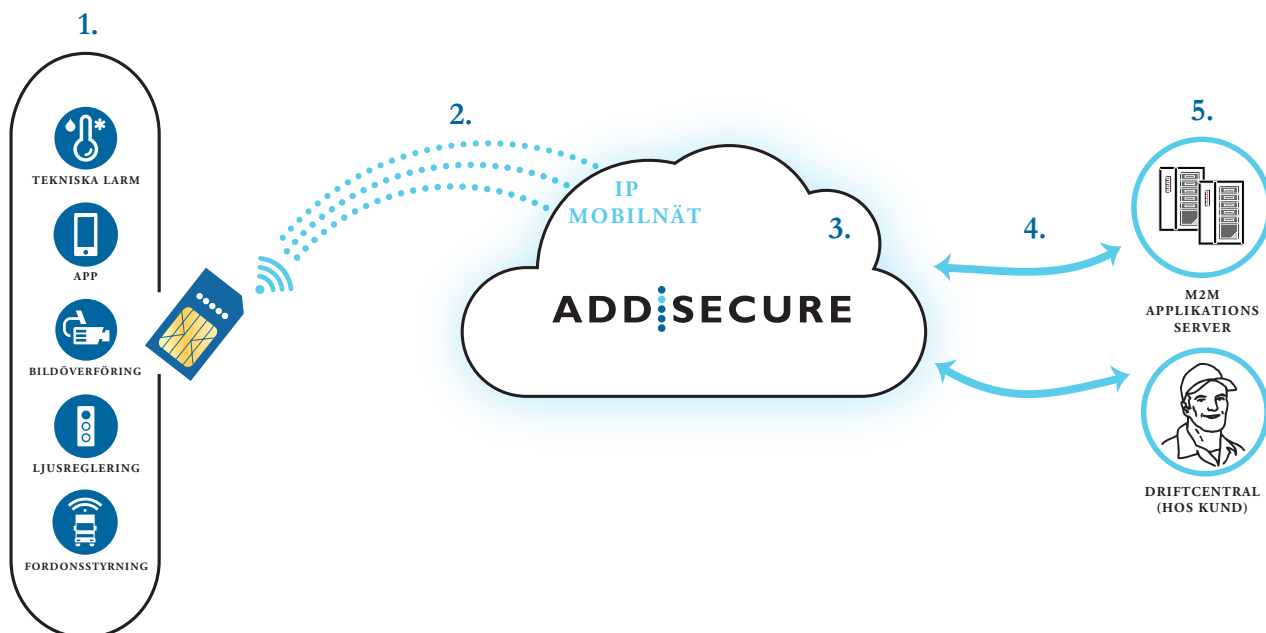 1.
TEKNISKA LARM
APP
BILDÖVERFÖRING
LJUSREGLERING
FORDONSSTYRNING
2.
IP
MOBILNÄT
3.
ADD SECURE
4.
5.
M2M
APPLIKATIONS
SERVER
DRIFTCENTRAL
(HOS KUND)